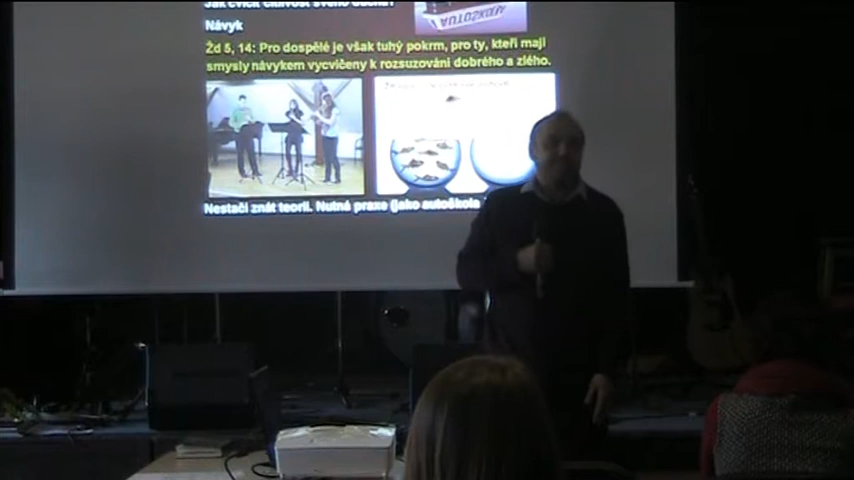 Jak cvičit citlivost svého ducha?
AUTOŠKOLA
Návyk
Žd 5, 14: Pro dospělé je však tuhý pokrm, pro ty, kteří mají
smysly návykem vycvičeny k rozsuzování dobrého a zlého.
Nestačí znát teorii. Nutná praxe (jako autoškola